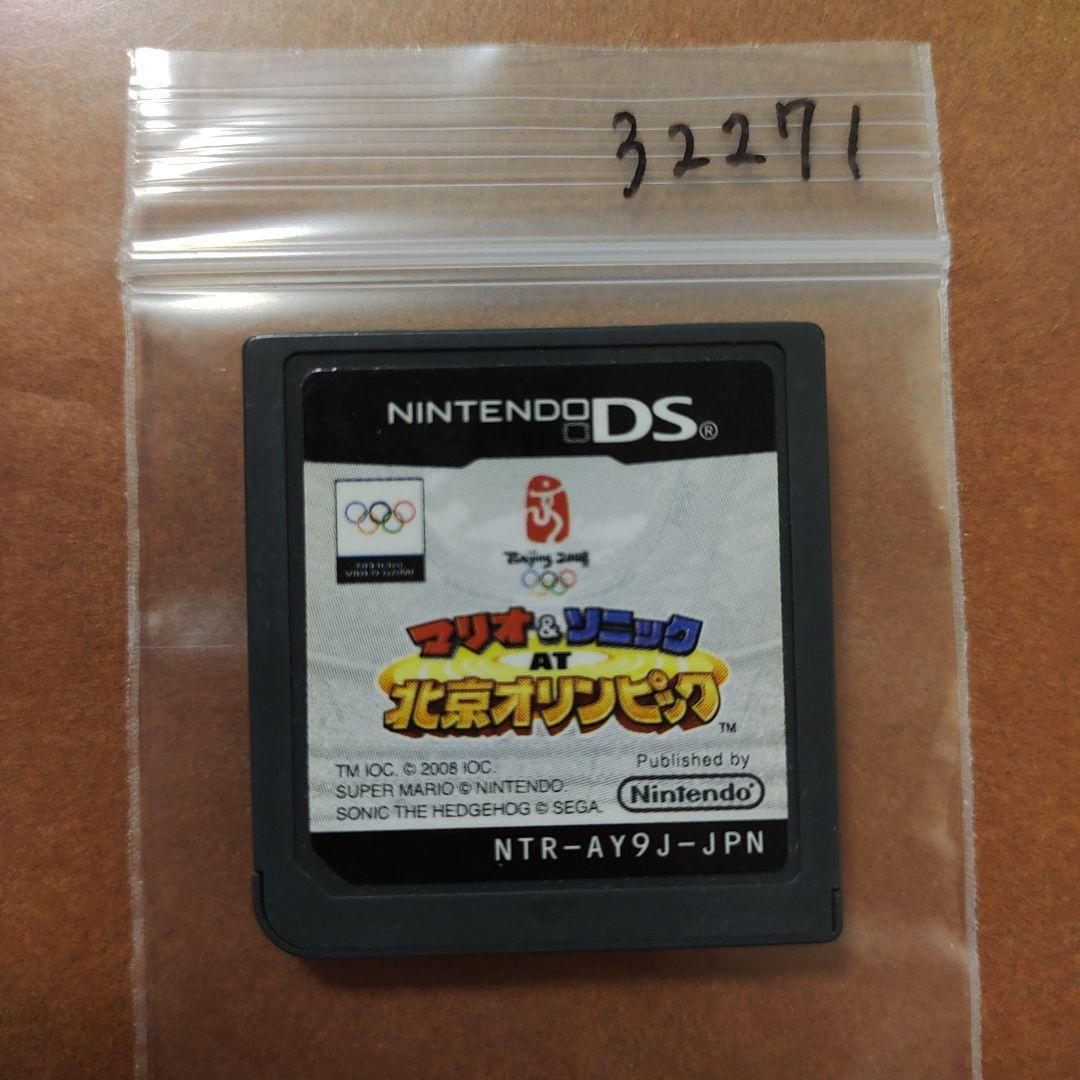 32271
NINTENDO DS®
Beijing 2008
マリオ&ソニック
AT
北京オリンピック
TM
TM IOC. © 2008 IOC.
SUPER MARIO © NINTENDO.
SONIC THE HEDGEHOG © SEGA.
Published by
Nintendo®
NTR-AY9J-JPN